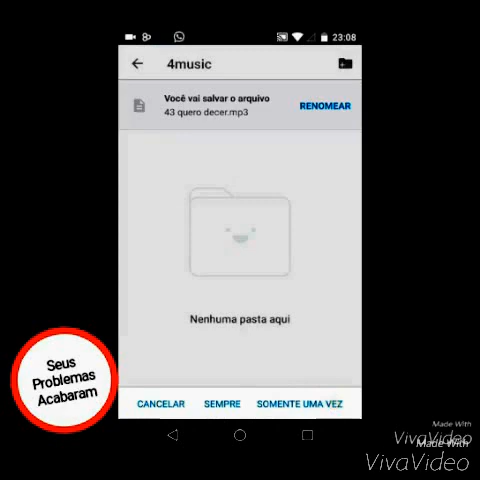 23:08
4music
Você vai salvar o arquivo
43 quero decer.mp3
RENOMEAR
Nenhuma pasta aqui
Seus
Problemas
Acabaram
CANCELAR SEMPRE SOMENTE UMA VEZ
Made With
VivaVideo
Made With
VivaVideo